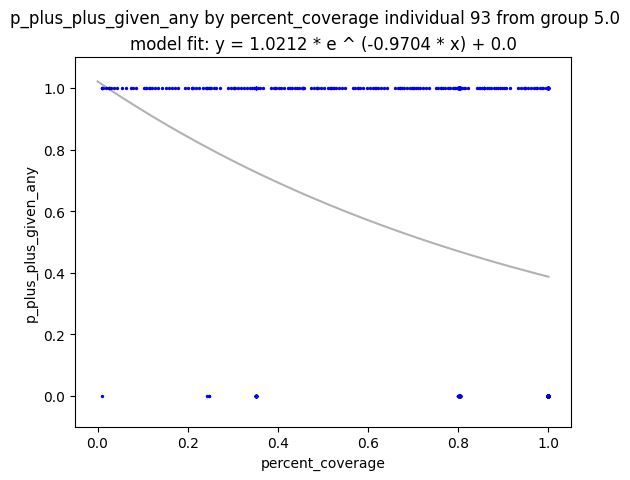 p_plus_plus_given_any by percent_coverage individual 93 from group 5.0
model fit: y = 1.0212 * e ^ (-0.9704 * x) + 0.0
1.0
0.8
0.6
0.4
0.2
0.0
p_plus_plus_given_any
0.0 0.2 0.4 0.6 0.8 1.0
percent_coverage